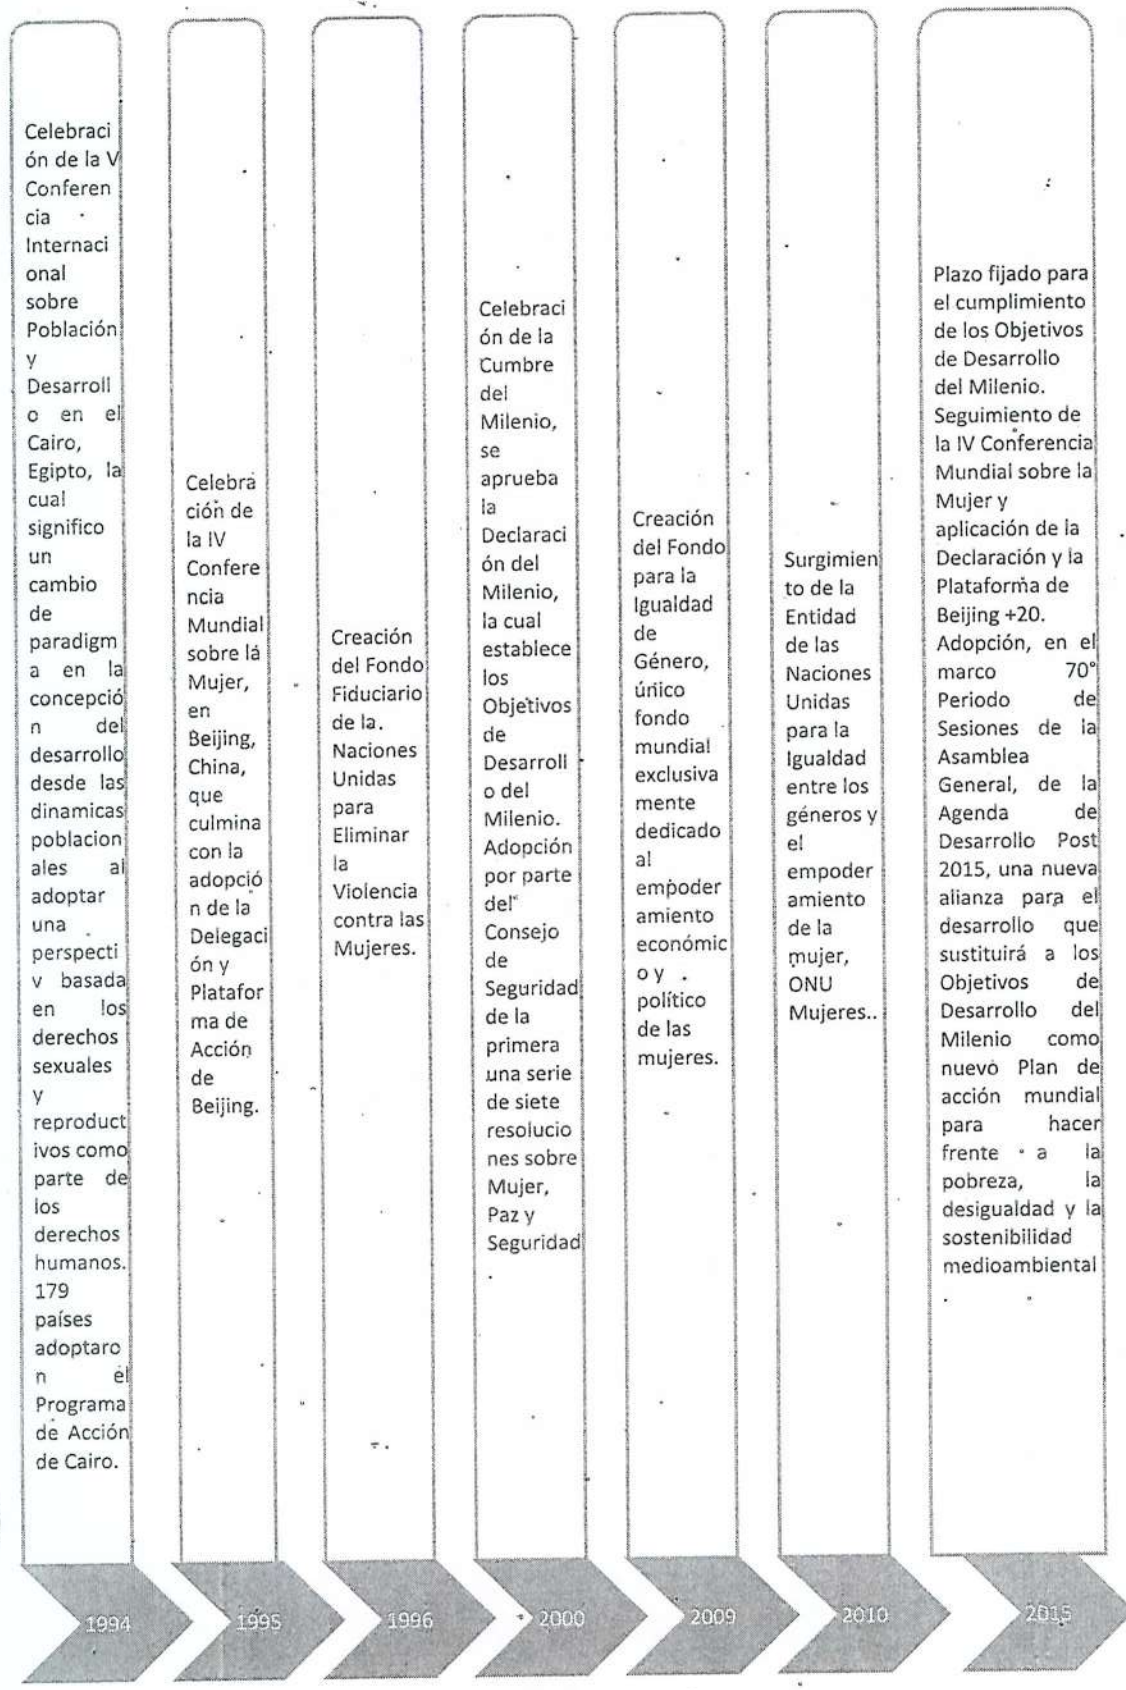 Celebraci
ón de la V
Conferen
cia
Internaci
onal
sobre
Población
y
Desarroll
o en el
Cairo,
Egipto, la
cual
significo
un
cambio
de
paradigm
a en la
concepció
n del
desarrollo
desde las
dinamicas
poblacion
ales al
adoptar
una
perspecti
v basada
en los
derechos
sexuales
y
reproduct
ivos como
parte de
los
derechos
humanos.
179
países
adoptaro
n el
Programa
de Acción
de Cairo.
1994
Celebra
ción de
la IV
Confere
ncia
Mundial
sobre la
Mujer,
en
Beijing,
China,
que
culmina
con la
adopció
n de la
Delegaci
ón y
Platafor
ma de
Acción
de
Beijing.
1995
Creación
del Fondo
Fiduciario
de la.
Naciones
Unidas
para
Eliminar
la
Violencia
contra las
Mujeres.
1996
Celebraci
ón de la
Cumbre
del
Milenio,
se
aprueba
la
Declaraci
ón del
Milenio,
la cual
establece
los
Objetivos
de
Desarroll
o del
Milenio.
Adopción
por parte
del
Consejo
de
Seguridad
de la
primera
una serie
de siete
resolucio
nes sobre
Mujer,
Paz y
Seguridad
2000
Creación
del Fondo
para la
Igualdad
de
Género,
único
fondo
mundial
exclusiva
mente
dedicado
al
empoder
amiento
económic
o y
político
de las
mujeres.
2009
Surgimien
to de la
Entidad
de las
Naciones
Unidas
para la
Igualdad
entre los
géneros y
el
empoder
amiento
de la
mujer,
ONU
Mujeres..
2010
Plazo fijado para
el cumplimiento
de los Objetivos
de Desarrollo
del Milenio.
Seguimiento de
la IV Conferencia
Mundial sobre la
Mujer y
aplicación de la
Declaración y la
Plataforma de
Beijing +20.
Adopción, en el
marco 70°
Periodo de
Sesiones de la
Asamblea
General, de la
Agenda de
Desarrollo Post
2015, una nueva
alianza para el
desarrollo que
sustituirá a los
Objetivos de
Desarrollo del
Milenio como
nuevo Plan de
acción mundial
para hacer
frente a la
pobreza, la
desigualdad y la
sostenibilidad
medioambiental
2015